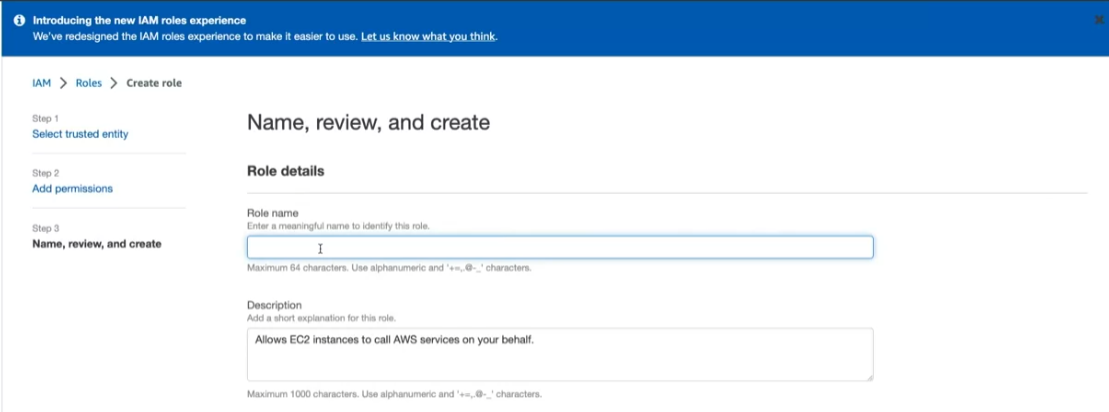 Introducing the new IAM roles experience
We've redesigned the IAM roles experience to make it easier to use. Let us know what you think.
IAM > Roles > Create role
Step 1
Select trusted entity
Step 2
Add permissions
Step 3
Name, review, and create
Name, review, and create
Role details
Role name
Enter a meaningful name to identify this role.
Maximum 64 characters. Use alphanumeric and '+=,.@-_' characters.
Description
Add a short explanation for this role.
Allows EC2 instances to call AWS services on your behalf.
Maximum 1000 characters. Use alphanumeric and '+=,.@-_' characters.